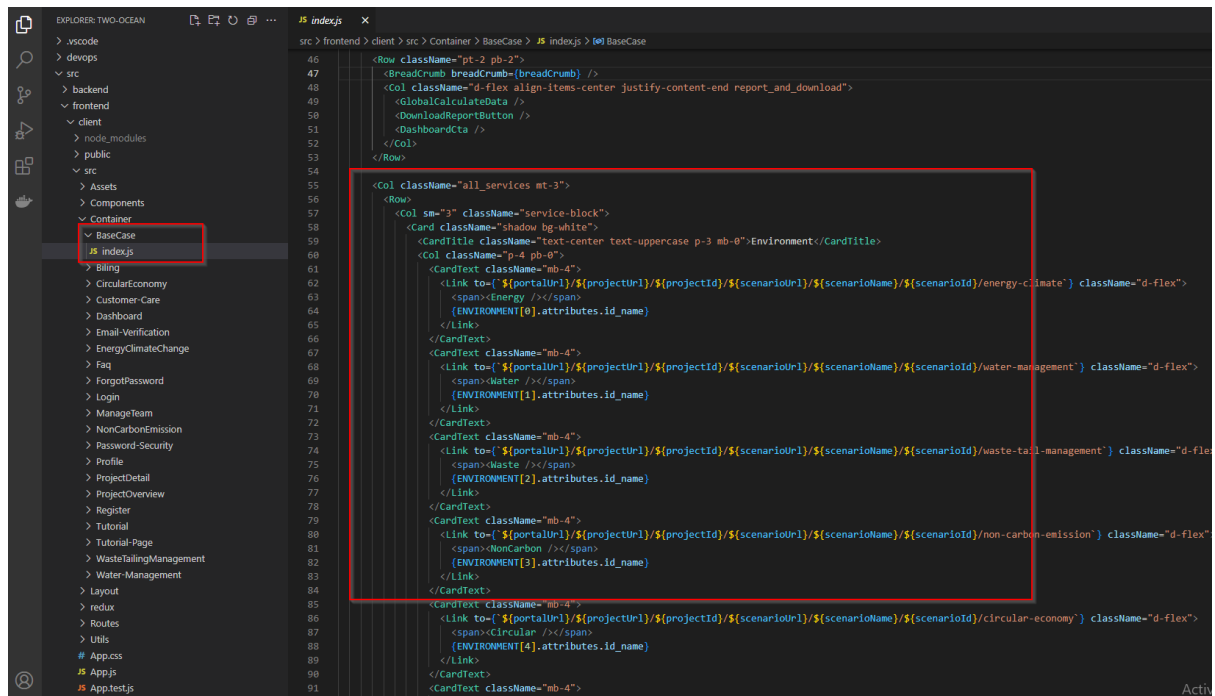 EXPLORER: TWO-OCEAN
> .vscode
> devops
src
> backend
frontend
client
> node_modules
> public
src
> Assets
> Components
Container
BaseCase
JS index.js
> Biling
> CircularEconomy
> Customer-Care
> Dashboard
> Email-Verification
> EnergyClimateChange
> Faq
> ForgotPassword
> Login
> ManageTeam
> NonCarbonEmission
> Password-Security
> Profile
> ProjectDetail
> ProjectOverview
> Register
> Tutorial
> Tutorial-Page
> WasteTailingManagement
> Water-Management
> Layout
> redux
> Routes
> Utils
# App.css
JS App.js
JS App.test.js
JS index.js ×
src > frontend > client > src > Container > BaseCase > JS index.js > BaseCase
46 <Row className="pt-2 pb-2">
47 <BreadCrumb breadCrumb={breadCrumb} />
48 <Col className="d-flex align-items-center justify-content-end report_and_download">
49 <GlobalCalculateData />
50 <DownloadReportButton />
51 <DashboardCta />
52 </Col>
53 </Row>
54
55 <Col className="all_services mt-3">
56 <Row>
57 <Col sm="3" className="service-block">
58 <Card className="shadow bg-white">
59 <CardTitle className="text-center text-uppercase p-3 mb-0">Environment</CardTitle>
60 <Col className="p-4 pb-0">
61 <CardText className="mb-4">
62 <Link to={`${portalUrl}/${projectUrl}/${projectId}/${scenarioUrl}/${scenarioName}/${scenarioId}/energy-climate`} className="d-flex">
63 <span><Energy /></span>
64 {ENVIRONMENT[0].attributes.id_name}
65 </Link>
66 </CardText>
67 <CardText className="mb-4">
68 <Link to={`${portalUrl}/${projectUrl}/${projectId}/${scenarioUrl}/${scenarioName}/${scenarioId}/water-management`} className="d-flex">
69 <span><Water /></span>
70 {ENVIRONMENT[1].attributes.id_name}
71 </Link>
72 </CardText>
73 <CardText className="mb-4">
74 <Link to={`${portalUrl}/${projectUrl}/${projectId}/${scenarioUrl}/${scenarioName}/${scenarioId}/waste-tail-management`} className="d-fle
75 <span><Waste /></span>
76 {ENVIRONMENT[2].attributes.id_name}
77 </Link>
78 </CardText>
79 <CardText className="mb-4">
80 <Link to={`${portalUrl}/${projectUrl}/${projectId}/${scenarioUrl}/${scenarioName}/${scenarioId}/non-carbon-emission`} className="d-flex"
81 <span><NonCarbon /></span>
82 {ENVIRONMENT[3].attributes.id_name}
83 </Link>
84 </CardText>
85 <CardText className="mb-4">
86 <Link to={`${portalUrl}/${projectUrl}/${projectId}/${scenarioUrl}/${scenarioName}/${scenarioId}/circular-economy`} className="d-flex">
87 <span><Circular /></span>
88 {ENVIRONMENT[4].attributes.id_name}
89 </Link>
90 </CardText>
91 <CardText className="mb-4">
Activ